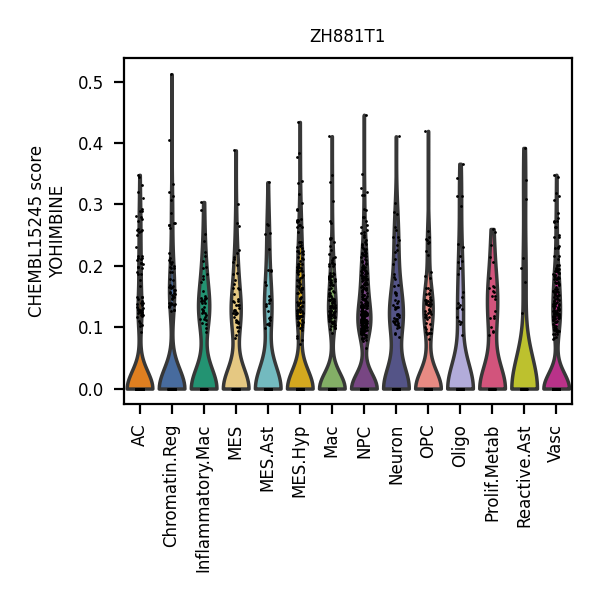 ZH881T1
CHEMBL15245 score
YOHIMBINE
0.5
0.4
0.3
0.2
0.1
0.0
AC
Chromatin.Reg
Inflammatory.Mac
MES
MES.Ast
MES.Hyp
Mac
NPC
Neuron
OPC
Oligo
Prolif.Metab
Reactive.Ast
Vasc